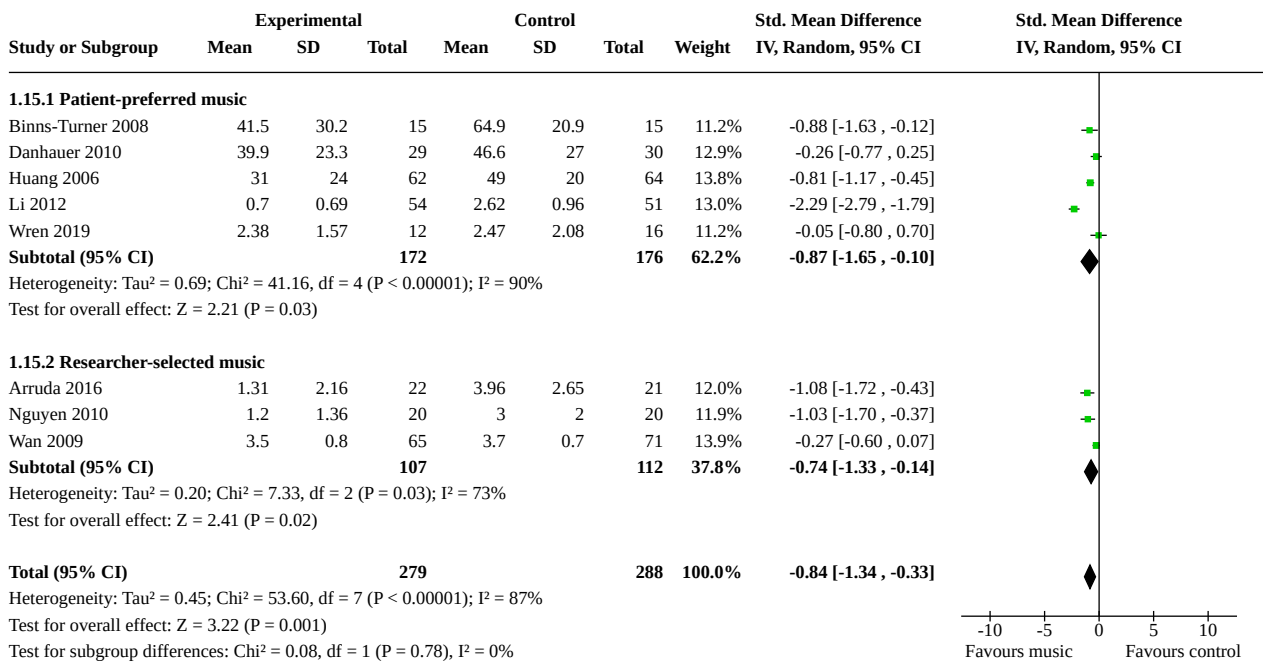 Experimental Control Std. Mean Difference Std. Mean Difference
Study or Subgroup Mean SD Total Mean SD Total Weight IV, Random, 95% CI IV, Random, 95% CI
1.15.1 Patient-preferred music
Binns-Turner 2008 41.5 30.2 15 64.9 20.9 15 11.2% -0.88 [-1.63 , -0.12]
Danhauer 2010 39.9 23.3 29 46.6 27 30 12.9% -0.26 [-0.77 , 0.25]
Huang 2006 31 24 62 49 20 64 13.8% -0.81 [-1.17 , -0.45]
Li 2012 0.7 0.69 54 2.62 0.96 51 13.0% -2.29 [-2.79 , -1.79]
Wren 2019 2.38 1.57 12 2.47 2.08 16 11.4% -0.05 [-0.80 , 0.70]
Subtotal (95% CI) 172 176 62.2% -0.87 [-1.65 , -0.10]
Heterogeneity: Tau² = 0.69; Chi² = 41.16, df = 4 (P < 0.00001); I² = 90%
Test for overall effect: Z = 2.21 (P = 0.03)
1.15.2 Researcher-selected music
Arruda 2016 1.31 2.16 22 3.96 2.65 21 12.0% -1.08 [-1.72 , -0.43]
Nguyen 2010 1.2 1.36 20 3 2 20 11.9% -1.03 [-1.70 , -0.37]
Wan 2009 3.5 0.8 65 3.7 0.7 71 13.9% -0.27 [-0.60 , 0.07]
Subtotal (95% CI) 107 112 37.8% -0.74 [-1.33 , -0.14]
Heterogeneity: Tau² = 0.20; Chi² = 7.33, df = 2 (P = 0.03); I² = 73%
Test for overall effect: Z = 2.41 (P = 0.02)
Total (95% CI) 279 288 100.0% -0.84 [-1.34 , -0.33]
Heterogeneity: Tau² = 0.45; Chi² = 53.60, df = 7 (P < 0.00001); I² = 87%
Test for overall effect: Z = 3.22 (P = 0.001)
Test for subgroup differences: Chi² = 0.08, df = 1 (P = 0.78), I² = 0%
-10 -5 0 5 10
Favours music Favours control